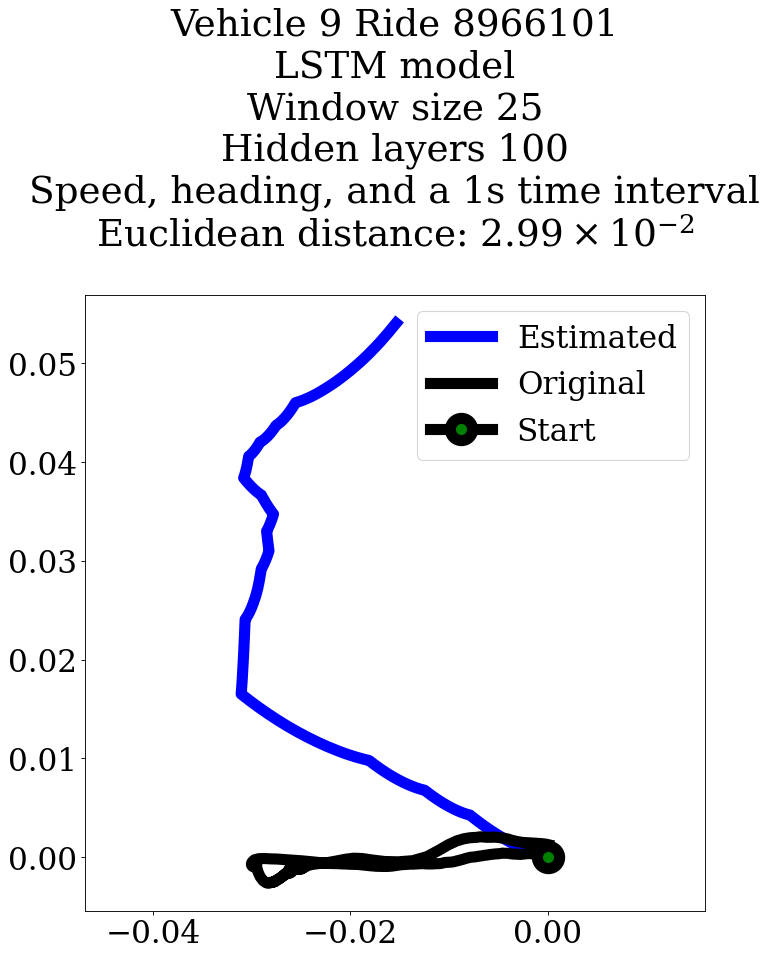 Vehicle 9 Ride 8966101
LSTM model
Window size 25
Hidden layers 100
Speed, heading, and a 1s time interval
Euclidean distance: 2.99 × 10⁻²
Estimated
Original
Start
0.05
0.04
0.03
0.02
0.01
0.00
−0.04
−0.02
0.00